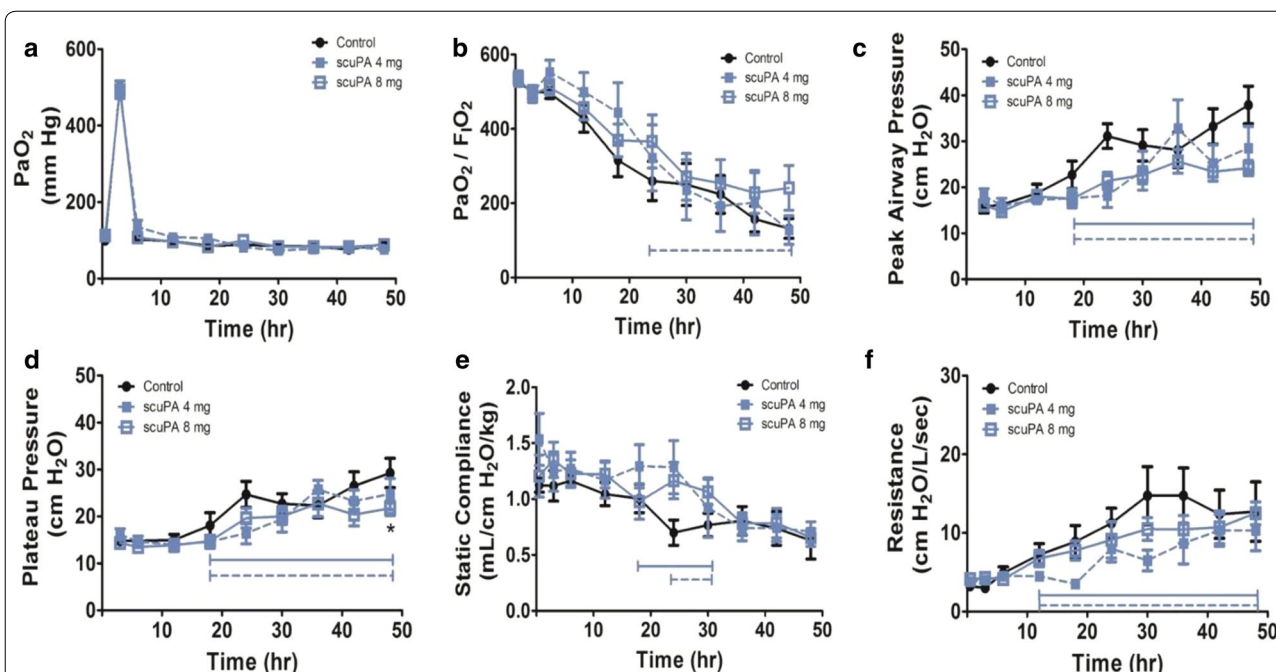 a
PaO2
(mm Hg)
600
400
200
0
10 20 30 40 50
Time (hr)
Control
scuPA 4 mg
scuPA 8 mg
b
PaO2 / FIO2
600
400
200
0
10 20 30 40 50
Time (hr)
Control
scuPA 4 mg
scuPA 8 mg
c
Peak Airway Pressure
(cm H2O)
50
40
30
20
10
0
10 20 30 40 50
Time (hr)
Control
scuPA 4 mg
scuPA 8 mg
d
Plateau Pressure
(cm H2O)
50
40
30
20
10
0
10 20 30 40 50
Time (hr)
Control
scuPA 4 mg
scuPA 8 mg
*
e
Static Compliance
(mL/cm H2O/kg)
2.0
1.5
1.0
0.5
0.0
10 20 30 40 50
Time (hr)
Control
scuPA 4 mg
scuPA 8 mg
f
Resistance
(cm H2O/L/sec)
30
20
10
0
10 20 30 40 50
Time (hr)
Control
scuPA 4 mg
scuPA 8 mg